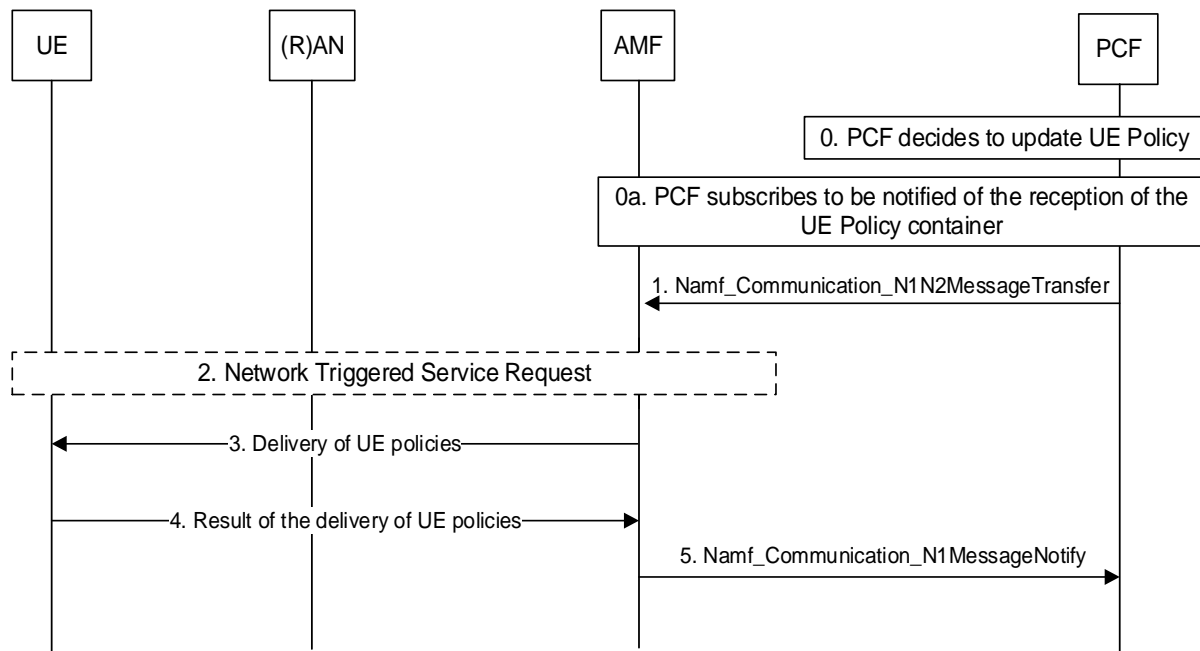 UE
(R)AN
AMF
PCF
0. PCF decides to update UE Policy
0a. PCF subscribes to be notified of the reception of the
UE Policy container
1. Namf_Communication_N1N2MessageTransfer
2. Network Triggered Service Request
3. Delivery of UE policies
4. Result of the delivery of UE policies
5. Namf_Communication_N1MessageNotify